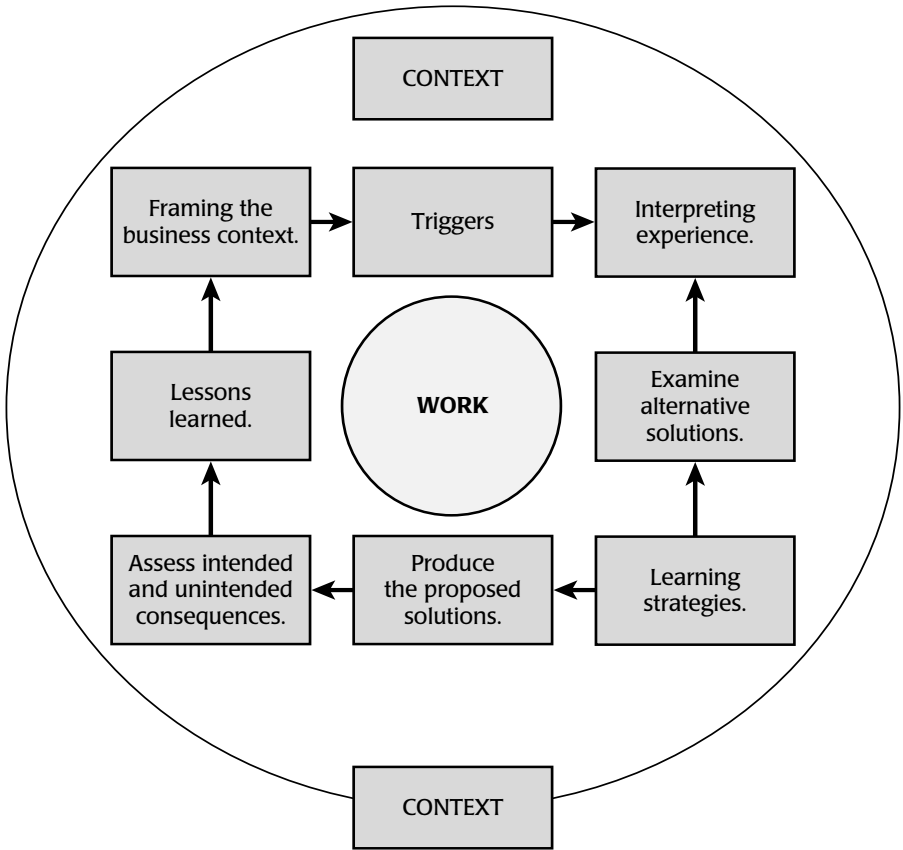 CONTEXT
Framing the
business context.
Triggers
Interpreting
experience.
Lessons
learned.
WORK
Examine
alternative
solutions.
Assess intended
and unintended
consequences.
Produce
the proposed
solutions.
Learning
strategies.
CONTEXT